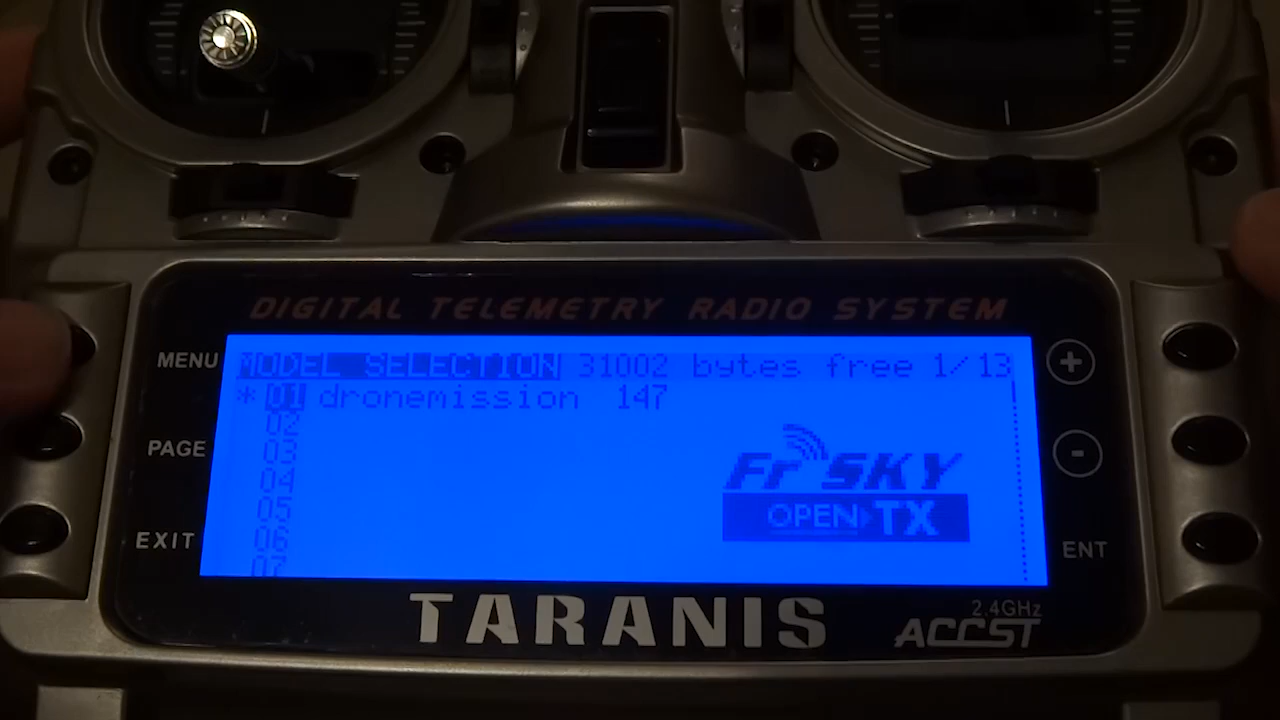 DIGITAL TELEMETRY RADIO SYSTEM
MENU
PAGE
EXIT
MODEL SELECTION 31002 bytes free 1/13
* 01 dronemission 147
02
03
04
05
06
07
FrSKY
OPEN TX
+
-
ENT
TARANIS
2.4GHz
ACCST